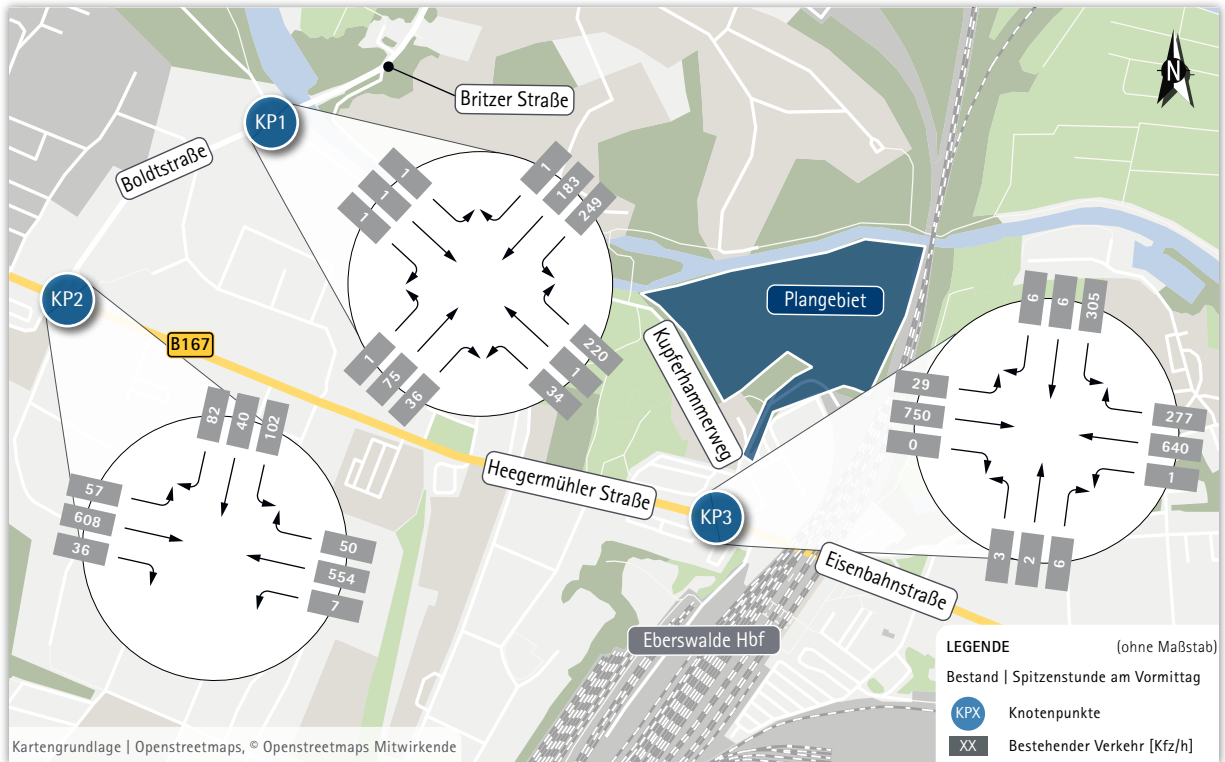 N
KP1
Britzer Straße
Boldtstraße
1
1
1
1
183
249
1
75
36
220
1
34
KP2
B167
82
40
102
57
608
36
50
554
7
Plangebiet
Kupferhammerweg
6
6
305
29
750
0
277
640
1
3
2
6
Heegermühler Straße
KP3
Eisenbahnstraße
Eberswalde Hbf
LEGENDE (ohne Maßstab)
Bestand | Spitzenstunde am Vormittag
KPX Knotenpunkte
XX Bestehender Verkehr [Kfz/h]
Kartengrundlage | Openstreetmaps, © Openstreetmaps Mitwirkende